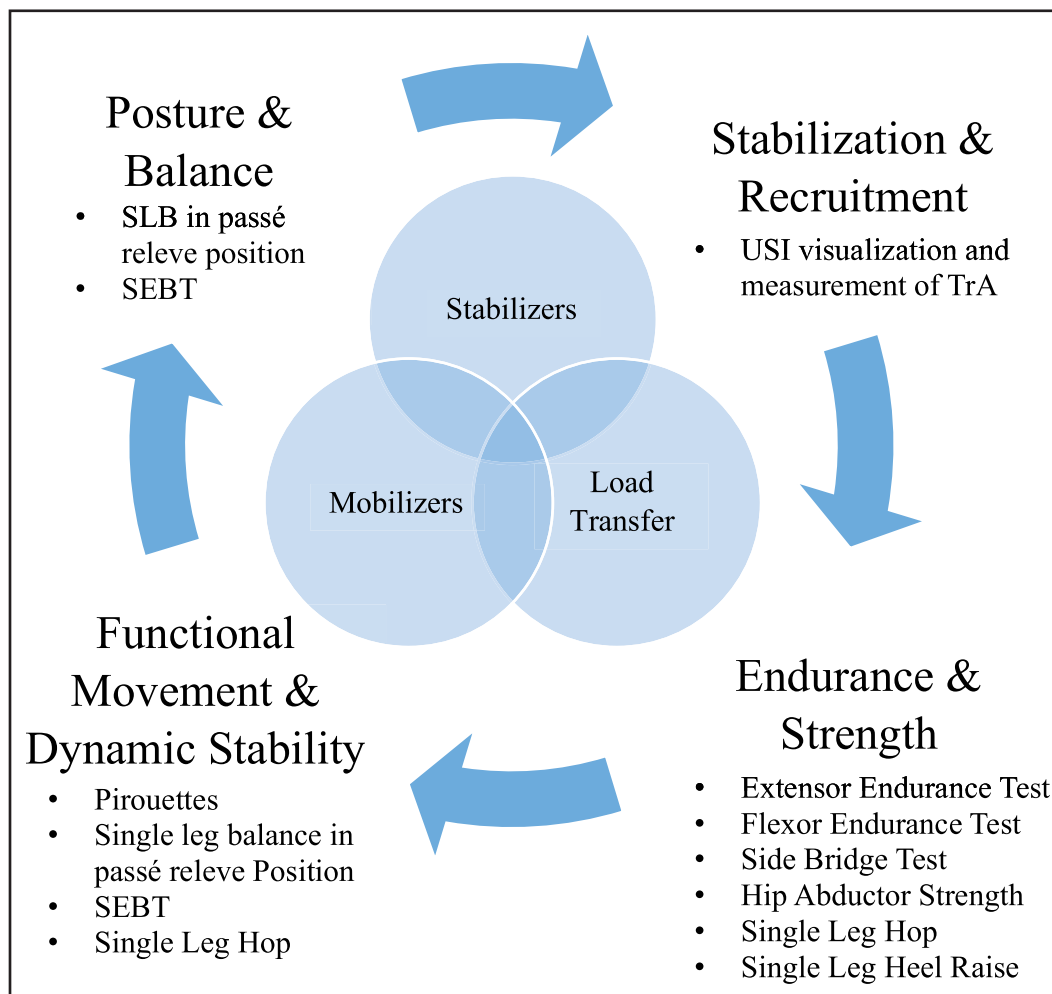 Posture &
Balance
• SLB in passé
releve position
• SEBT
Stabilization &
Recruitment
• USI visualization and
measurement of TrA
Stabilizers
Mobilizers
Load
Transfer
Functional
Movement &
Dynamic Stability
• Pirouettes
• Single leg balance in
passé releve Position
• SEBT
• Single Leg Hop
Endurance &
Strength
• Extensor Endurance Test
• Flexor Endurance Test
• Side Bridge Test
• Hip Abductor Strength
• Single Leg Hop
• Single Leg Heel Raise